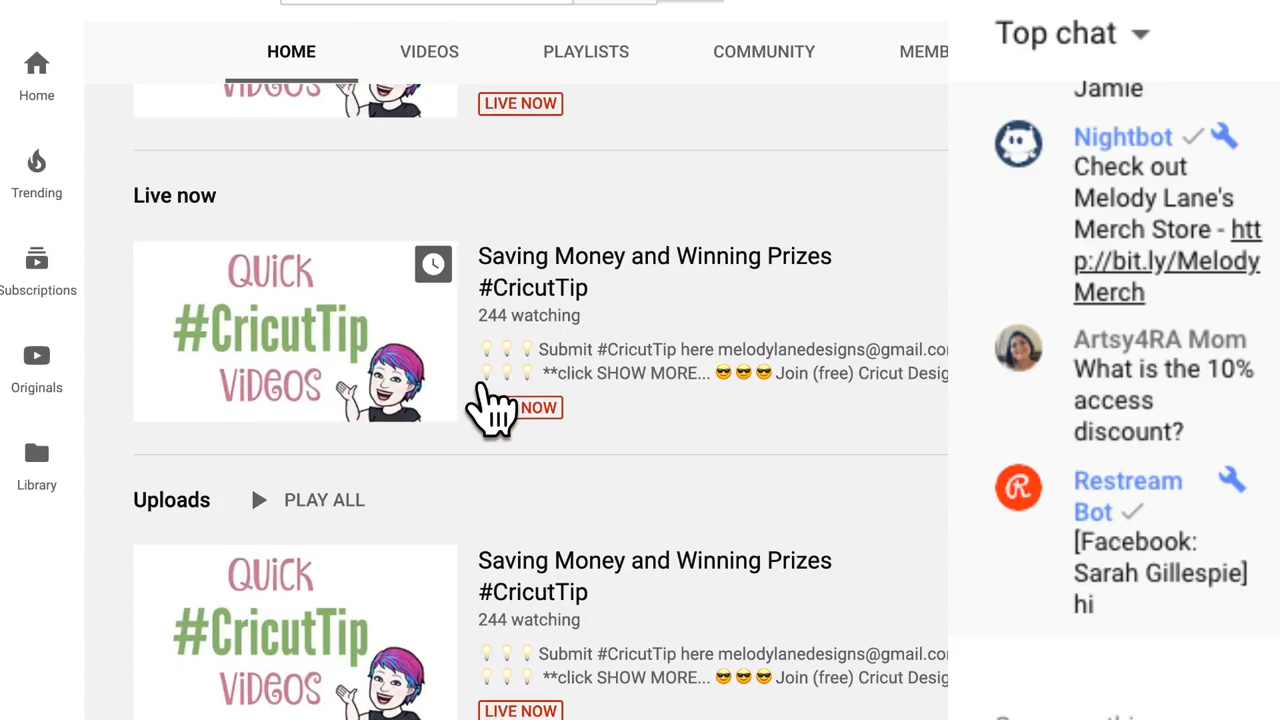 HOME
VIDEOS
PLAYLISTS
COMMUNITY
MEMB
Home
Trending
Subscriptions
Originals
Library
VIDEOS
LIVE NOW
Live now
QUICK
#CricutTip
VIDEOS
Saving Money and Winning Prizes
#CricutTip
244 watching
Submit #CricutTip here melodylanedesigns@gmail.co
**click SHOW MORE... 😎😎😎Join (free) Cricut Desig
NOW
Uploads
PLAY ALL
QUICK
#CricutTip
VIDEOS
Saving Money and Winning Prizes
#CricutTip
244 watching
Submit #CricutTip here melodylanedesigns@gmail.co
**click SHOW MORE... 😎😎😎Join (free) Cricut Desig
LIVE NOW
Top chat
Jamie
Nightbot
Check out
Melody Lane's
Merch Store - htt
p://bit.ly/Melody
Merch
Artsy4RA Mom
What is the 10%
access
discount?
Restream
Bot
[Facebook:
Sarah Gillespie]
hi